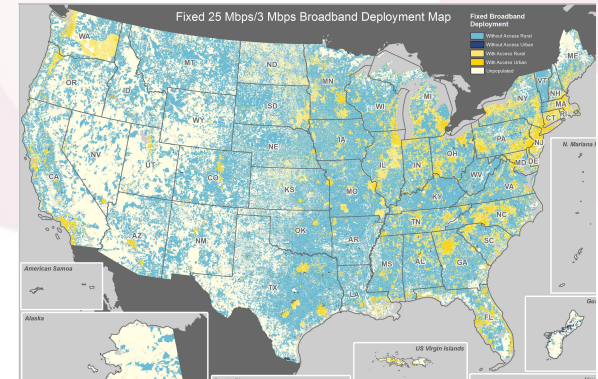 Fixed 25 Mbps/3 Mbps Broadband Deployment Map
Fixed Broadband
Deployment
Without Access Rural
Without Access Urban
With Access Rural
With Access Urban
Unpopulated
WA
MT
ND
MN
ME
OR
ID
SD
WI
MI
VT
NH
NY
MA
CT
RI
WY
IA
PA
NJ
NE
NV
UT
IL
IN
OH
MD
DE
CA
CO
KS
MO
WV
VA
KY
NC
TN
AZ
NM
OK
AR
SC
MS
AL
GA
TX
LA
FL
N. Mariana
American Samoa
Alaska
US Virgin Islands